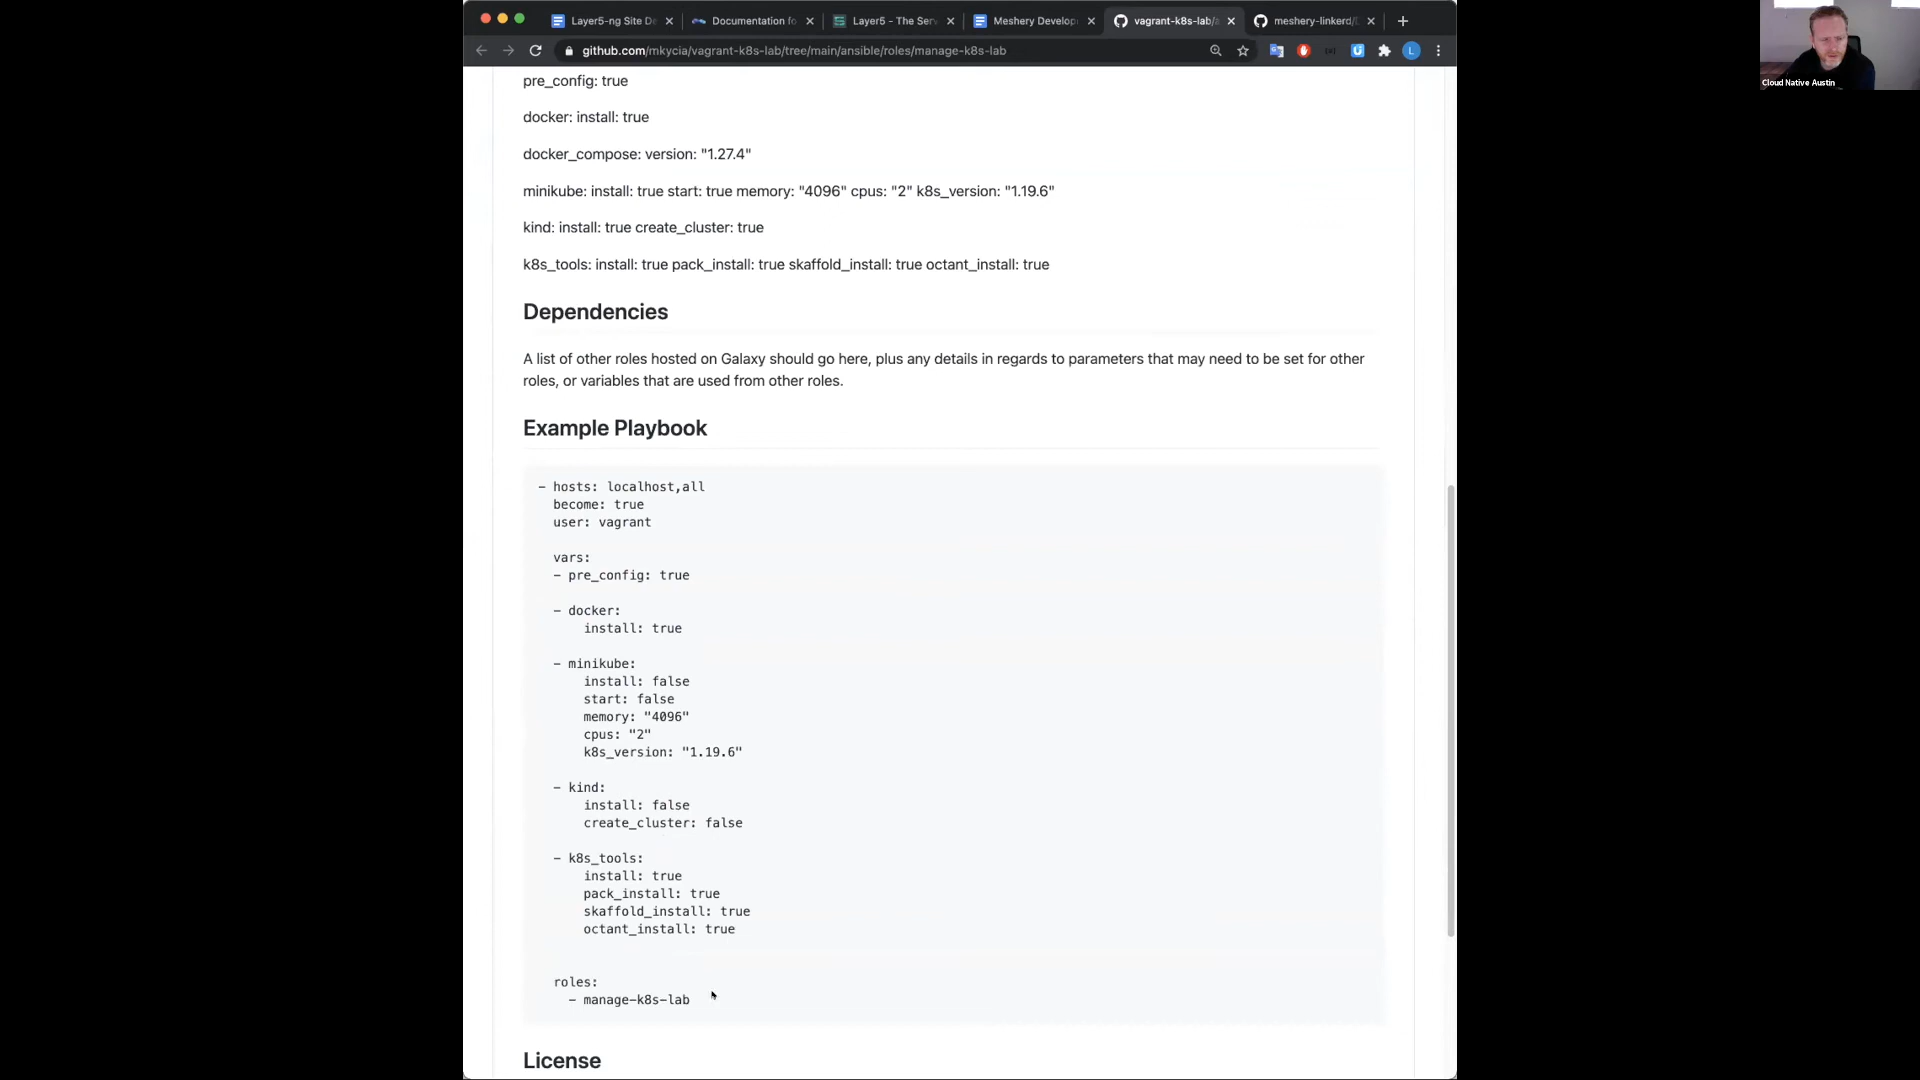 Layer5-ng Site De
Documentation fo
Layer5 - The Serv
Meshery Develop
vagrant-k8s-lab/a
meshery-linkerd/
github.com/mkycia/vagrant-k8s-lab/tree/main/ansible/roles/manage-k8s-lab
L
Cloud Native Austin
pre_config: true
docker: install: true
docker_compose: version: "1.27.4"
minikube: install: true start: true memory: "4096" cpus: "2" k8s_version: "1.19.6"
kind: install: true create_cluster: true
k8s_tools: install: true pack_install: true skaffold_install: true octant_install: true
Dependencies
A list of other roles hosted on Galaxy should go here, plus any details in regards to parameters that may need to be set for other
roles, or variables that are used from other roles.
Example Playbook
- hosts: localhost,all
become: true
user: vagrant
vars:
- pre_config: true
- docker:
install: true
- minikube:
install: false
start: false
memory: "4096"
cpus: "2"
k8s_version: "1.19.6"
- kind:
install: false
create_cluster: false
- k8s_tools:
install: true
pack_install: true
skaffold_install: true
octant_install: true
roles:
- manage-k8s-lab
License